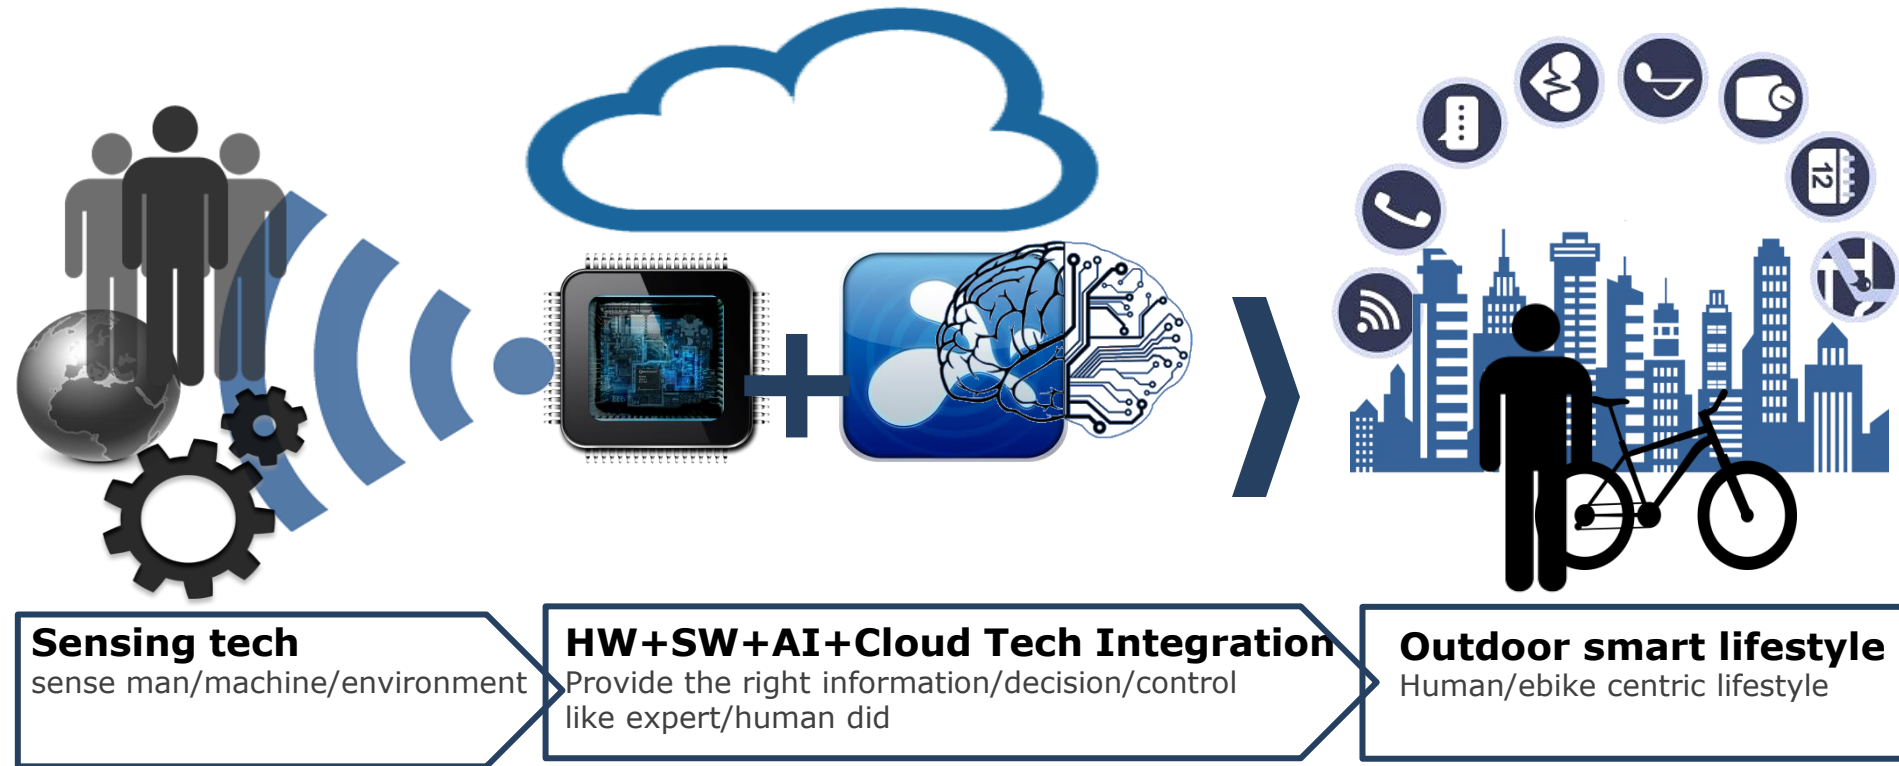 12
Sensing tech
sense man/machine/environment
HW+SW+AI+Cloud Tech Integration
Provide the right information/decision/control
like expert/human did
Outdoor smart lifestyle
Human/ebike centric lifestyle